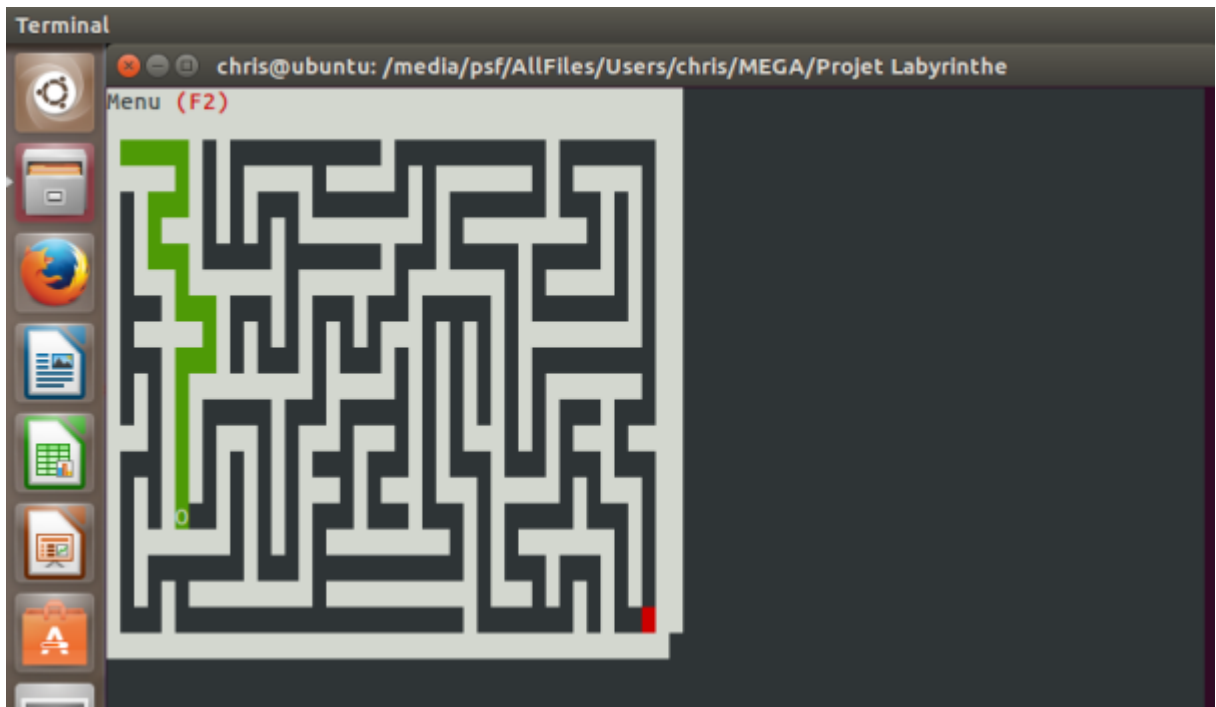 Terminal
chris@ubuntu: /media/psf/AllFiles/Users/chris/MEGA/Projet Labyrinthe
Menu (F2)
o